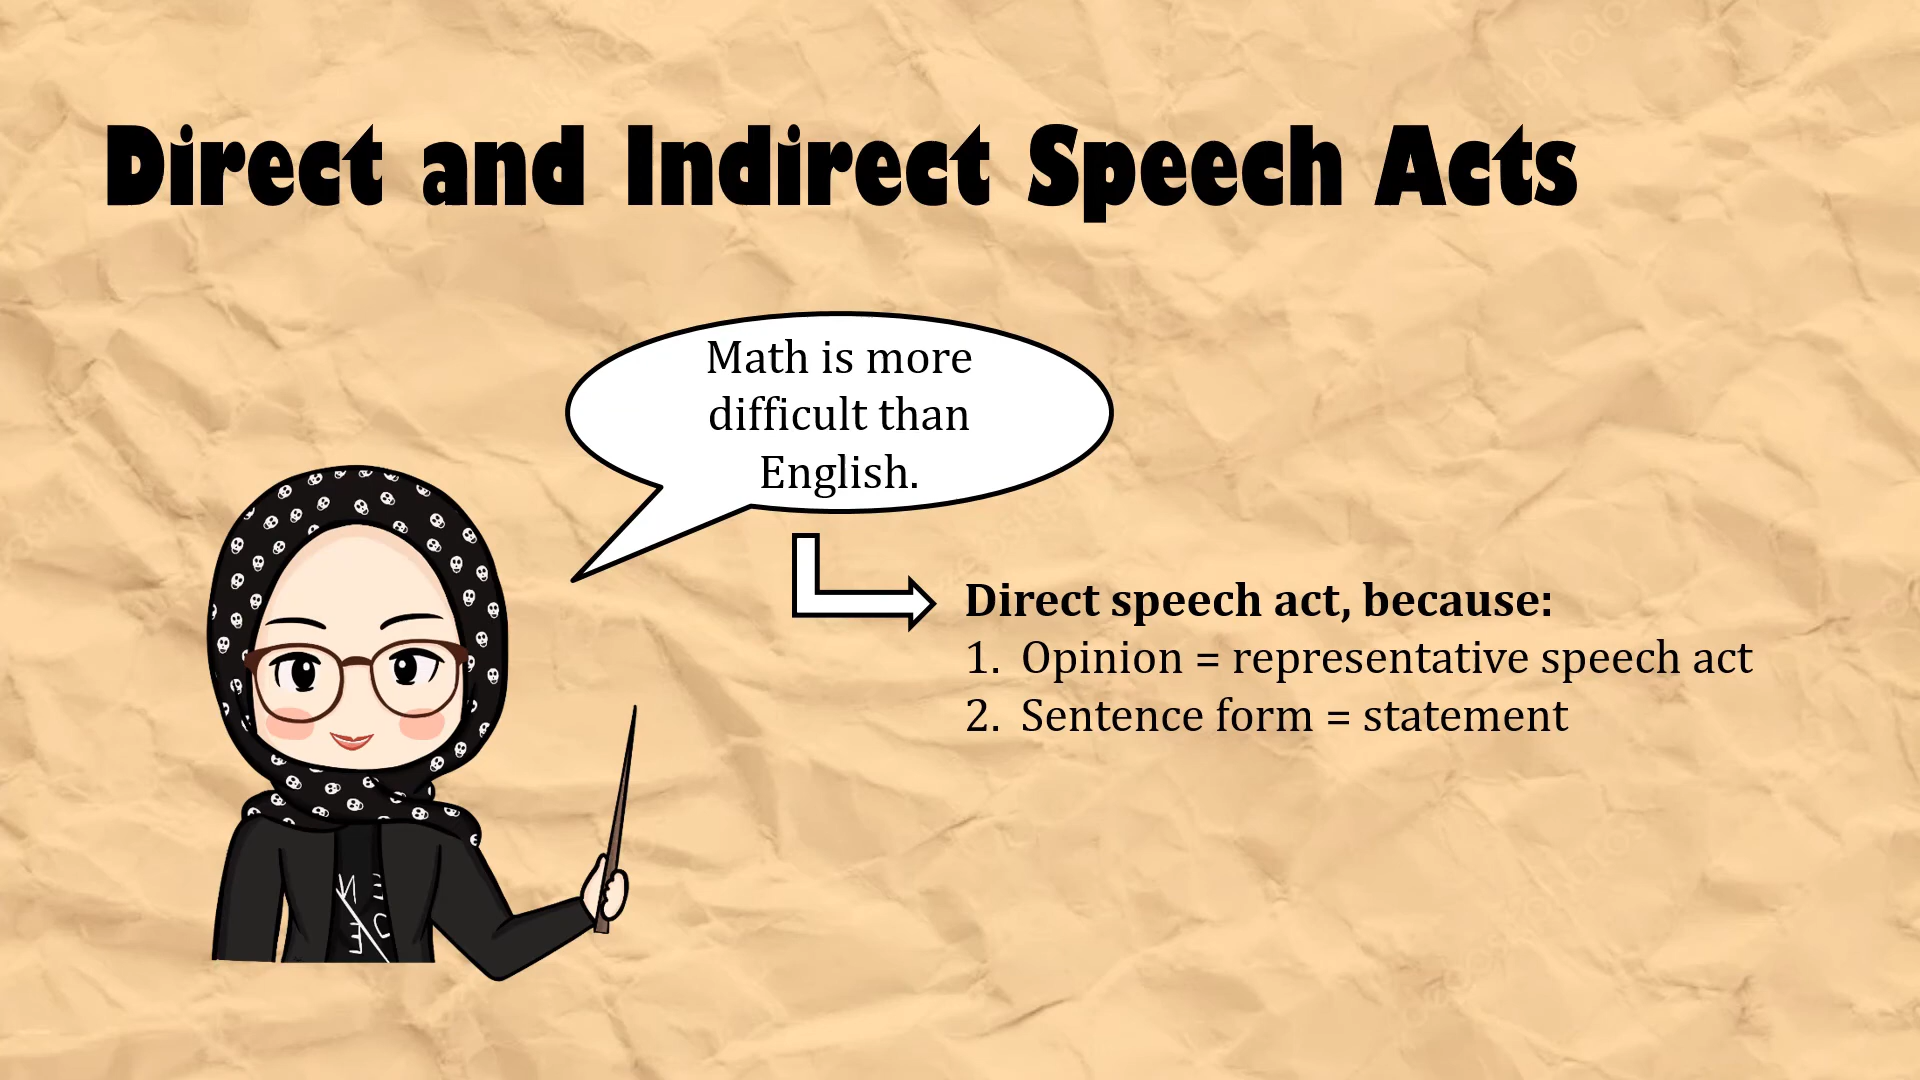 Direct and Indirect Speech Acts
Math is more
difficult than
English.
Direct speech act, because:
1. Opinion = representative speech act
2. Sentence form = statement